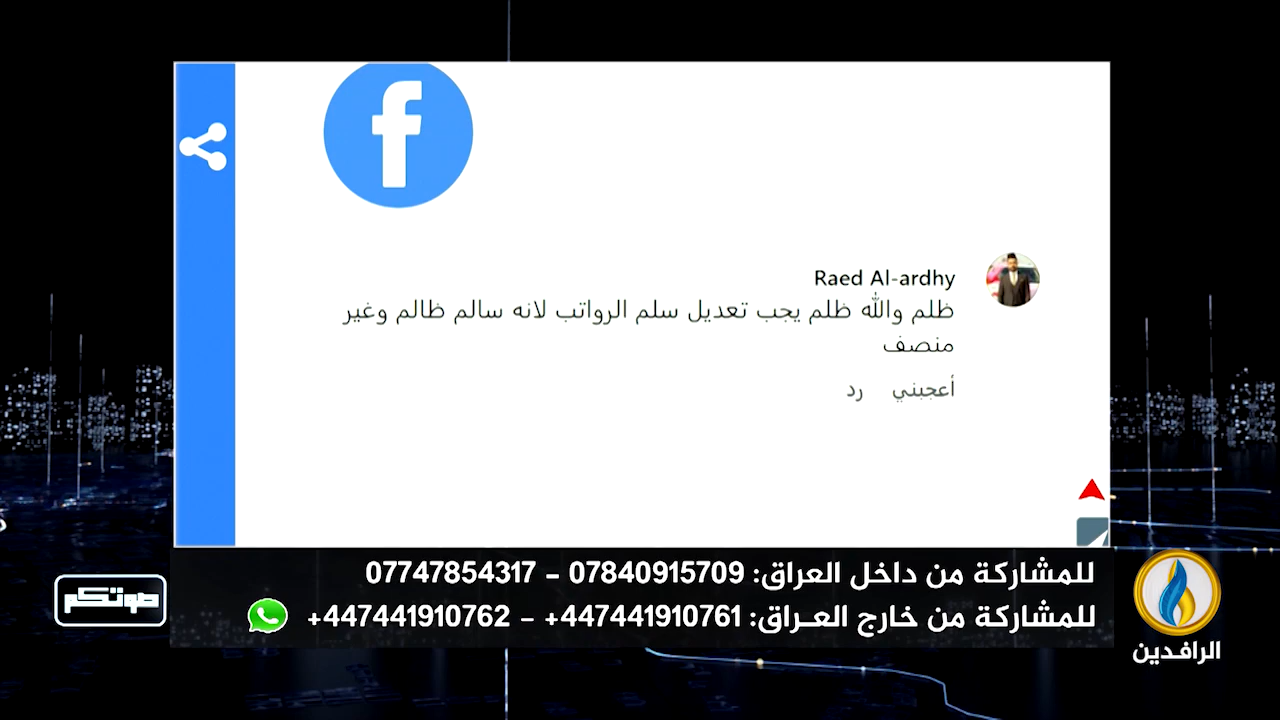 Raed Al-ardhy
ظلم والله ظلم يجب تعديل سلم الرواتب لانه سالم ظالم وغير
منصف
أعجبني رد
للمشاركة من داخل العراق: 07840915709 - 07747854317
للمشاركة من خارج العـراق: 447441910761+ - 447441910762+
صوتكم
الرافدين